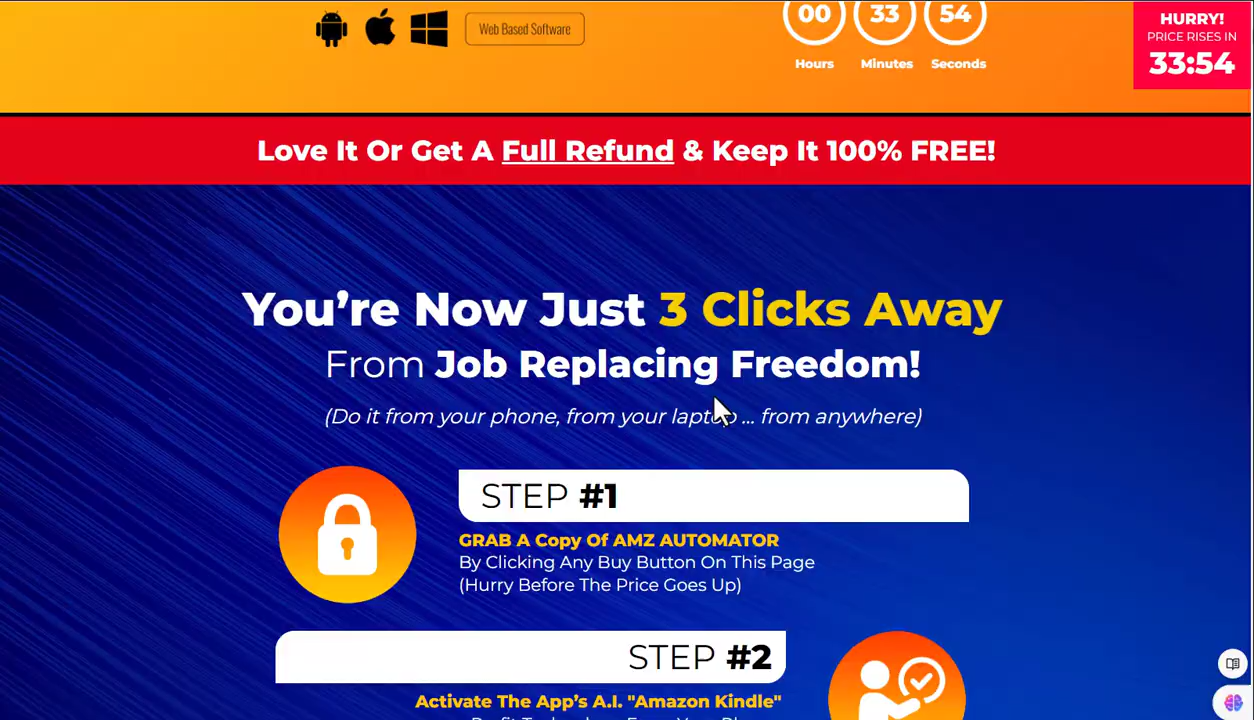 Web Based Software
00 33 54
Hours Minutes Seconds
HURRY!
PRICE RISES IN
33:54
Love It Or Get A Full Refund & Keep It 100% FREE!
You’re Now Just 3 Clicks Away
From Job Replacing Freedom!
(Do it from your phone, from your laptop ... from anywhere)
STEP #1
GRAB A Copy Of AMZ AUTOMATOR
By Clicking Any Buy Button On This Page
(Hurry Before The Price Goes Up)
STEP #2
Activate The App’s A.I. "Amazon Kindle"